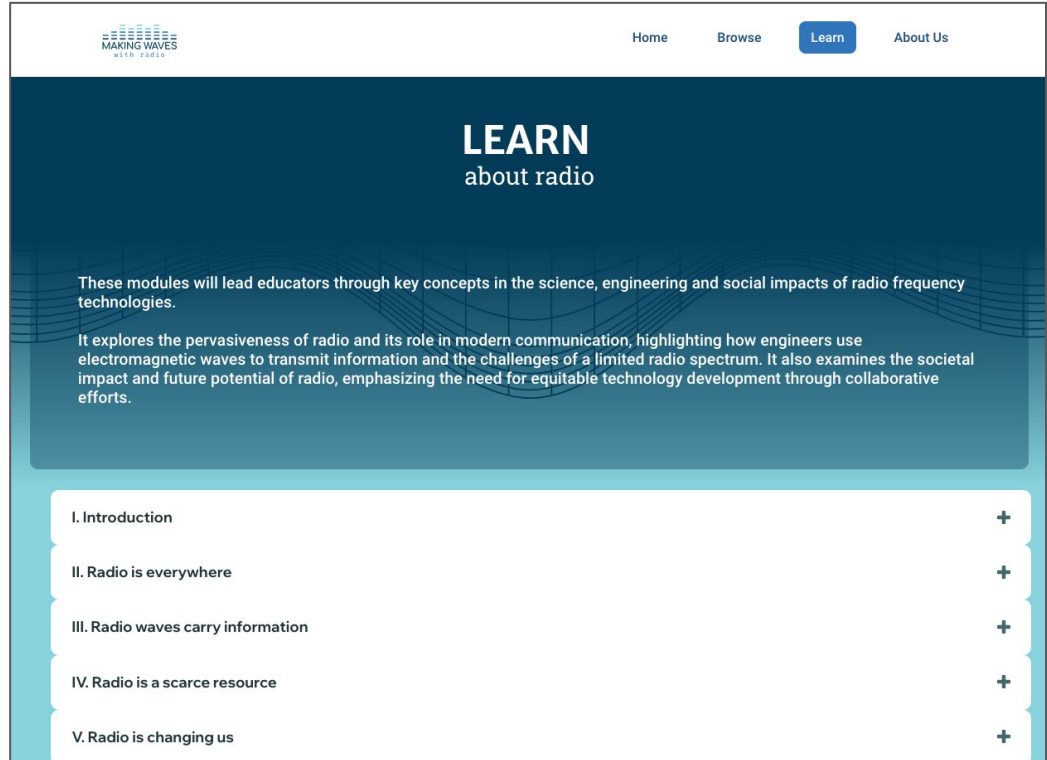 MAKING WAVES
with radio
Home Browse Learn About Us
LEARN
about radio
These modules will lead educators through key concepts in the science, engineering and social impacts of radio frequency
technologies.
It explores the pervasiveness of radio and its role in modern communication, highlighting how engineers use
electromagnetic waves to transmit information and the challenges of a limited radio spectrum. It also examines the societal
impact and future potential of radio, emphasizing the need for equitable technology development through collaborative
efforts.
I. Introduction
II. Radio is everywhere
III. Radio waves carry information
IV. Radio is a scarce resource
V. Radio is changing us